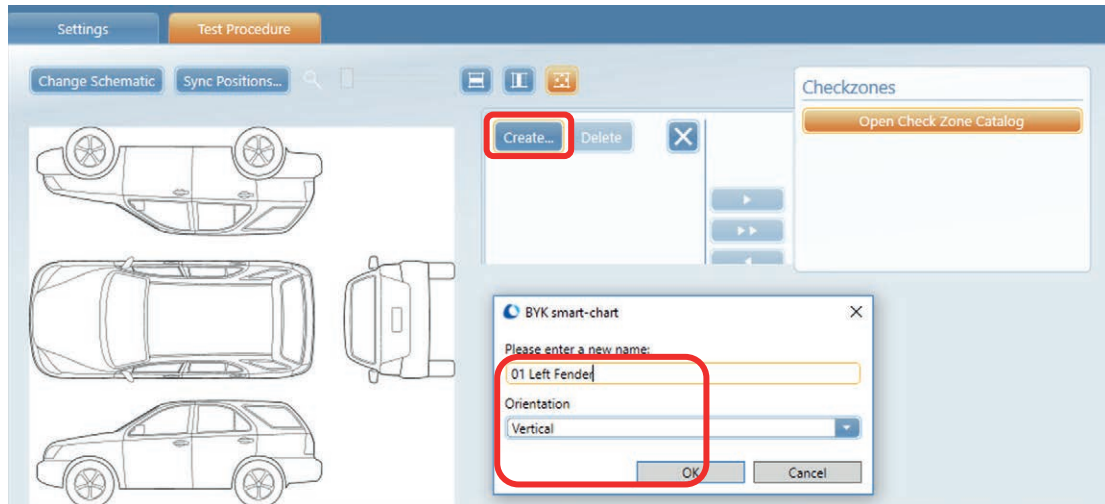 Settings
Test Procedure
Change Schematic
Sync Positions...
Checkzones
Open Check Zone Catalog
Create...
Delete
BYK smart-chart
Please enter a new name:
01 Left Fender
Orientation
Vertical
OK
Cancel